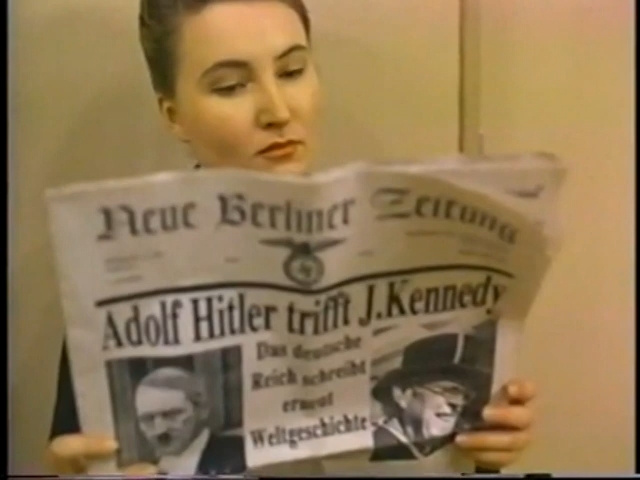 Neue Berliner Zeitung
Adolf Hitler trifft J.Kennedy
Das deutsche
Reich schreibt
erneut
Weltgeschichte